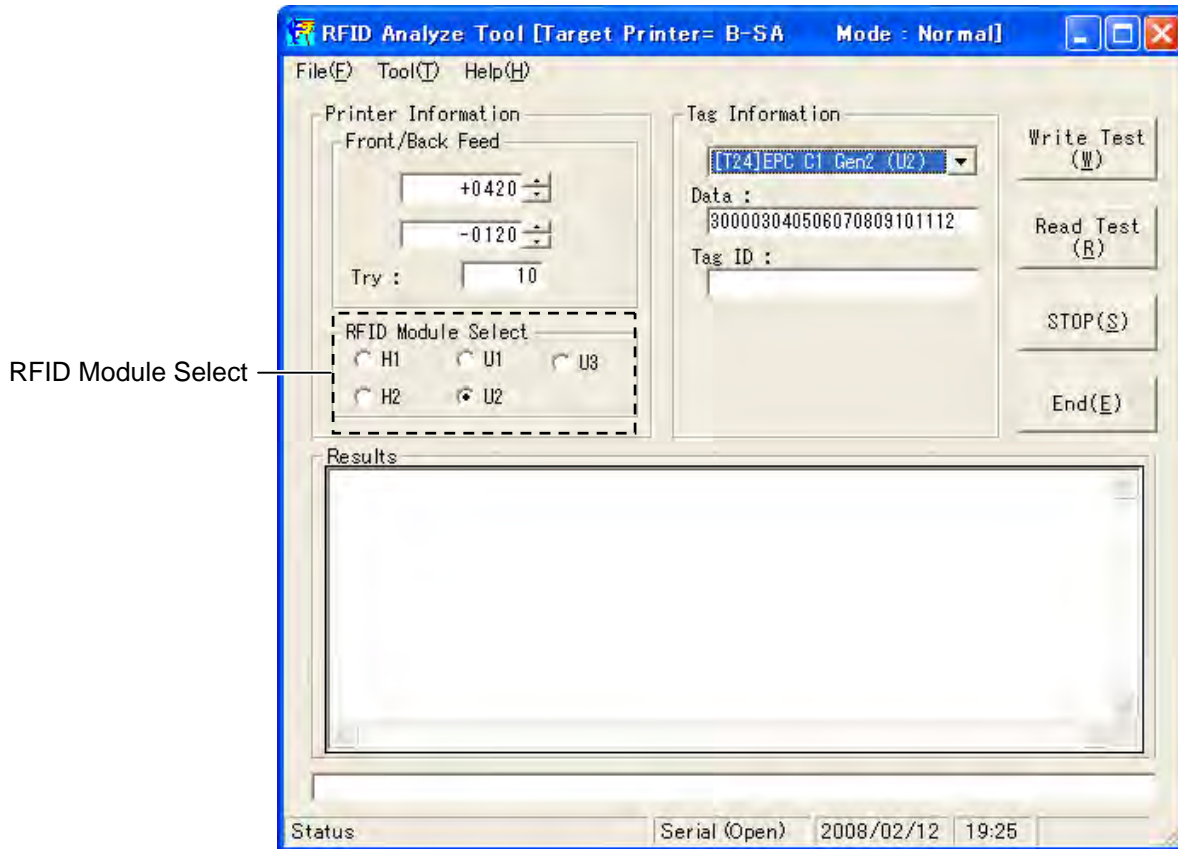 RFID Analyze Tool [Target Printer= B-SA Mode : Normal]
File(F) Tool(T) Help(H)
Printer Information
Front/Back Feed
+0420
-0120
Try : 10
RFID Module Select
H1 U1 U3
H2 U2
RFID Module Select
Tag Information
[T24]EPC C1 Gen2 (U2)
Data :
300003040506070809101112
Tag ID :
Write Test
(W)
Read Test
(R)
STOP(S)
End(E)
Results
Status Serial (Open) 2008/02/12 19:25